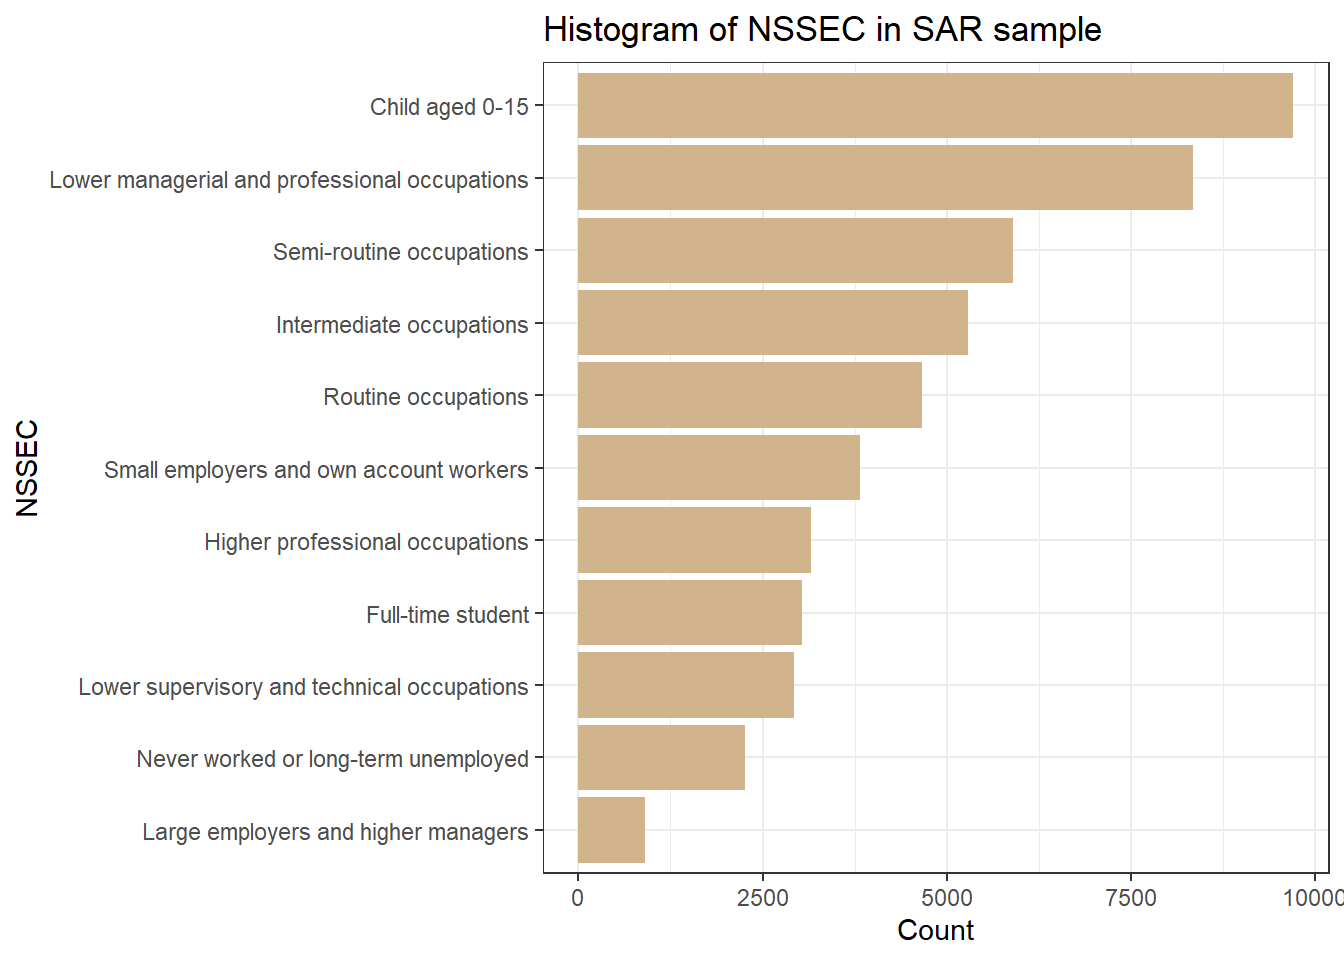 Histogram of NSSEC in SAR sample
Child aged 0-15
Lower managerial and professional occupations
Semi-routine occupations
Intermediate occupations
Routine occupations
Small employers and own account workers
Higher professional occupations
Full-time student
Lower supervisory and technical occupations
Never worked or long-term unemployed
Large employers and higher managers
NSSEC
0 2500 5000 7500 10000
Count